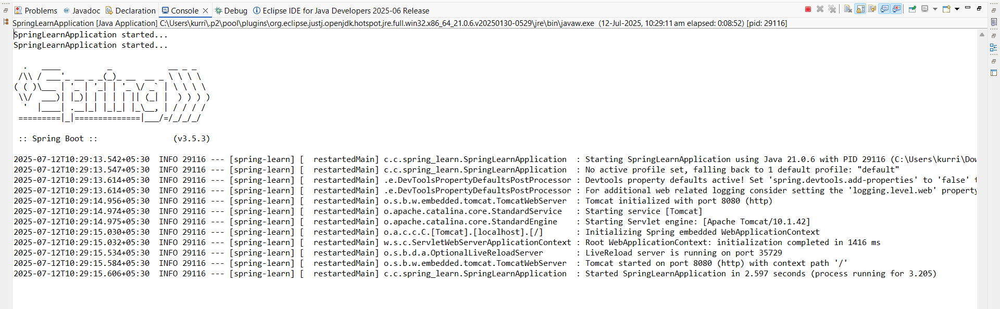 Problems @ Javadoc Declaration Console Debug Eclipse IDE for Java Developers 2025-06 Release
SpringLearnApplication [Java Application] C:\Users\kurri\.p2\pool\plugins\org.eclipse.justj.openjdk.hotspot.jre.full.win32.x86_64_21.0.6.v20250130-0529\jre\bin\javaw.exe (12-Jul-2025, 10:29:11 am elapsed: 0:08:52) [pid: 29116]
SpringLearnApplication started...
SpringLearnApplication started...
  .   ____          _            __ _ _
 /\\ / ___'_ __ _ _(_)_ __  __ _ \ \ \ \
( ( )\___ | '_ | '_| | '_ \/ _` | \ \ \ \
 \\/  ___)| |_)| | | | | || (_| |  ) ) ) )
  '  |____| .__|_| |_|_| |_\__, | / / / /
 =========|_|==============|___/=/_/_/_/
 :: Spring Boot ::                (v3.5.3)
2025-07-12T10:29:13.542+05:30  INFO 29116 --- [spring-learn] [  restartedMain] c.c.spring_learn.SpringLearnApplication  : Starting SpringLearnApplication using Java 21.0.6 with PID 29116 (C:\Users\kurri\Dow
2025-07-12T10:29:13.547+05:30  INFO 29116 --- [spring-learn] [  restartedMain] c.c.spring_learn.SpringLearnApplication  : No active profile set, falling back to 1 default profile: "default"
2025-07-12T10:29:13.614+05:30  INFO 29116 --- [spring-learn] [  restartedMain] .e.DevToolsPropertyDefaultsPostProcessor : Devtools property defaults active! Set 'spring.devtools.add-properties' to 'false' t
2025-07-12T10:29:13.614+05:30  INFO 29116 --- [spring-learn] [  restartedMain] .e.DevToolsPropertyDefaultsPostProcessor : For additional web related logging consider setting the 'logging.level.web' property
2025-07-12T10:29:14.956+05:30  INFO 29116 --- [spring-learn] [  restartedMain] o.s.b.w.embedded.tomcat.TomcatWebServer  : Tomcat initialized with port 8080 (http)
2025-07-12T10:29:14.974+05:30  INFO 29116 --- [spring-learn] [  restartedMain] o.apache.catalina.core.StandardService   : Starting service [Tomcat]
2025-07-12T10:29:14.975+05:30  INFO 29116 --- [spring-learn] [  restartedMain] o.apache.catalina.core.StandardEngine    : Starting Servlet engine: [Apache Tomcat/10.1.42]
2025-07-12T10:29:15.030+05:30  INFO 29116 --- [spring-learn] [  restartedMain] o.a.c.c.C.[Tomcat].[localhost].[/]       : Initializing Spring embedded WebApplicationContext
2025-07-12T10:29:15.032+05:30  INFO 29116 --- [spring-learn] [  restartedMain] w.s.c.ServletWebServerApplicationContext : Root WebApplicationContext: initialization completed in 1416 ms
2025-07-12T10:29:15.534+05:30  INFO 29116 --- [spring-learn] [  restartedMain] o.s.b.d.a.OptionalLiveReloadServer       : LiveReload server is running on port 35729
2025-07-12T10:29:15.584+05:30  INFO 29116 --- [spring-learn] [  restartedMain] o.s.b.w.embedded.tomcat.TomcatWebServer  : Tomcat started on port 8080 (http) with context path '/'
2025-07-12T10:29:15.606+05:30  INFO 29116 --- [spring-learn] [  restartedMain] c.c.spring_learn.SpringLearnApplication  : Started SpringLearnApplication in 2.597 seconds (process running for 3.205)